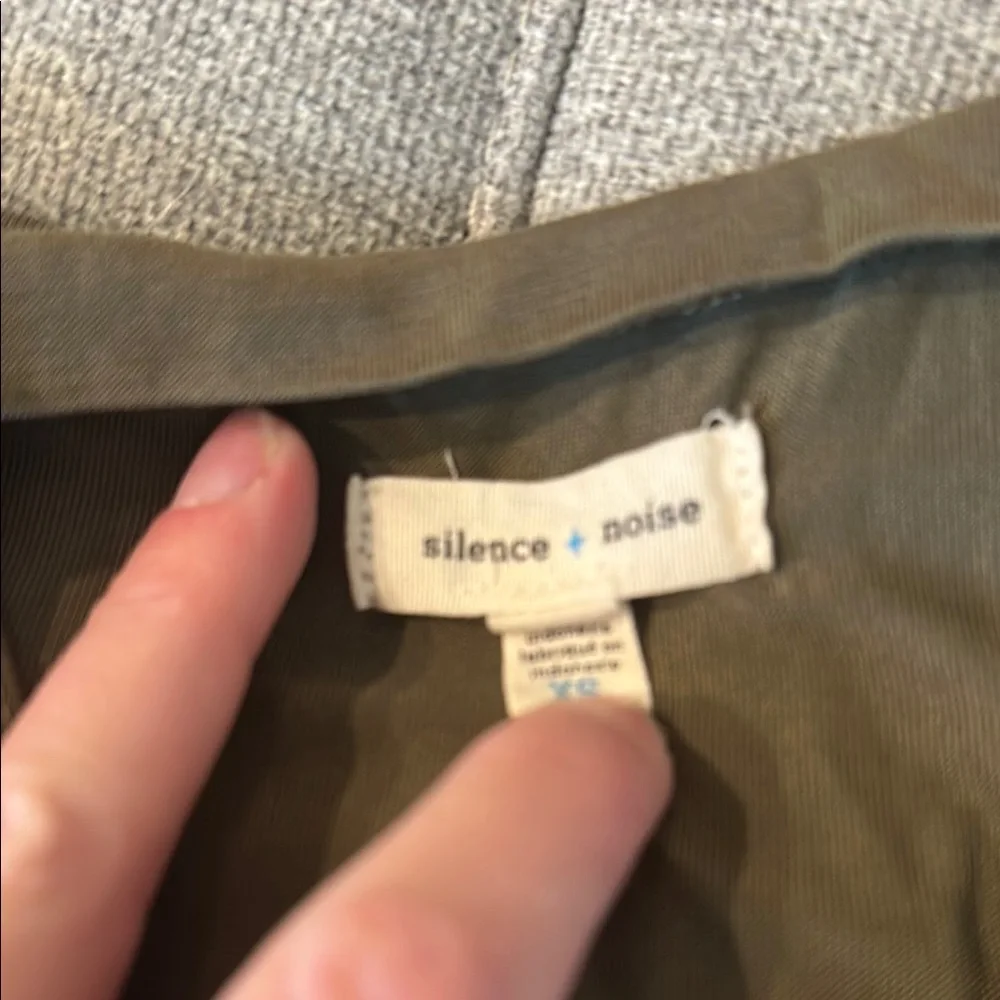 silence + noise
indonesia
fabriqué en
indonésie
XS